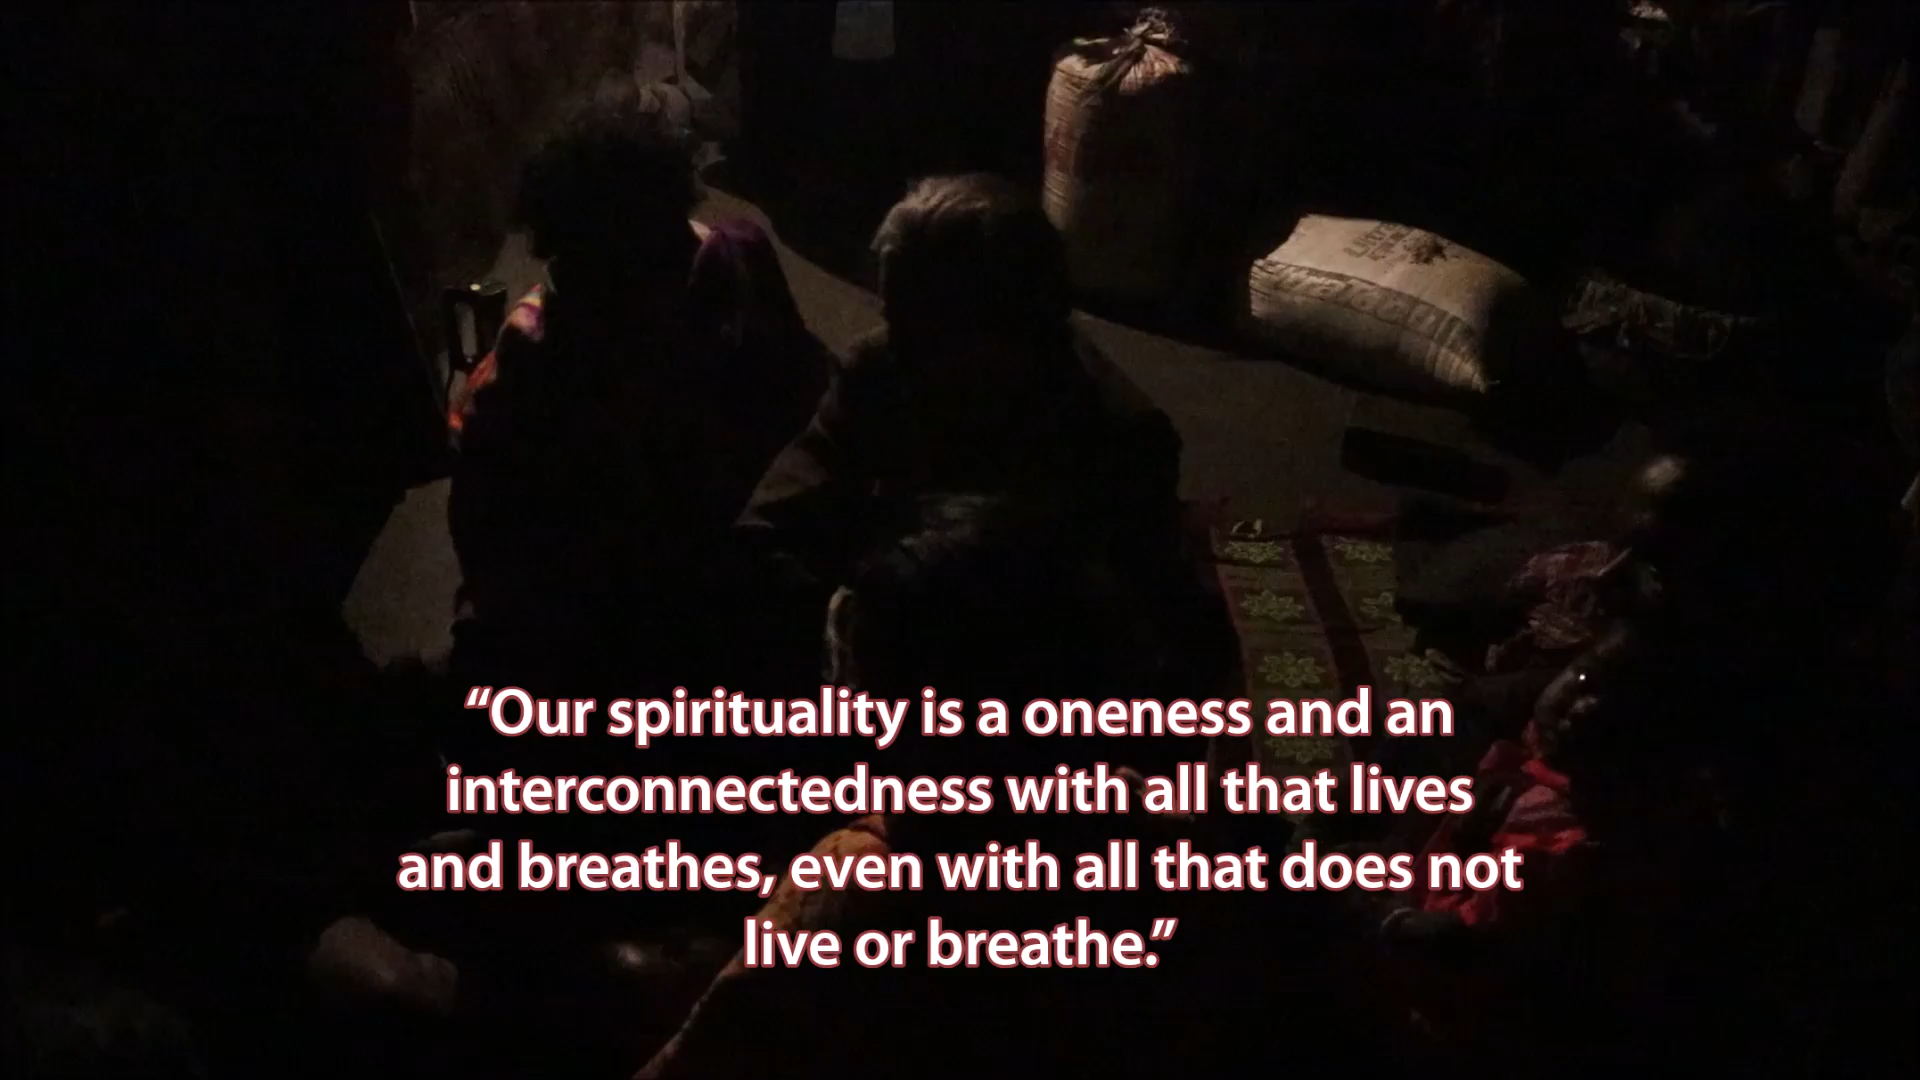 “Our spirituality is a oneness and an
interconnectedness with all that lives
and breathes, even with all that does not
live or breathe.”